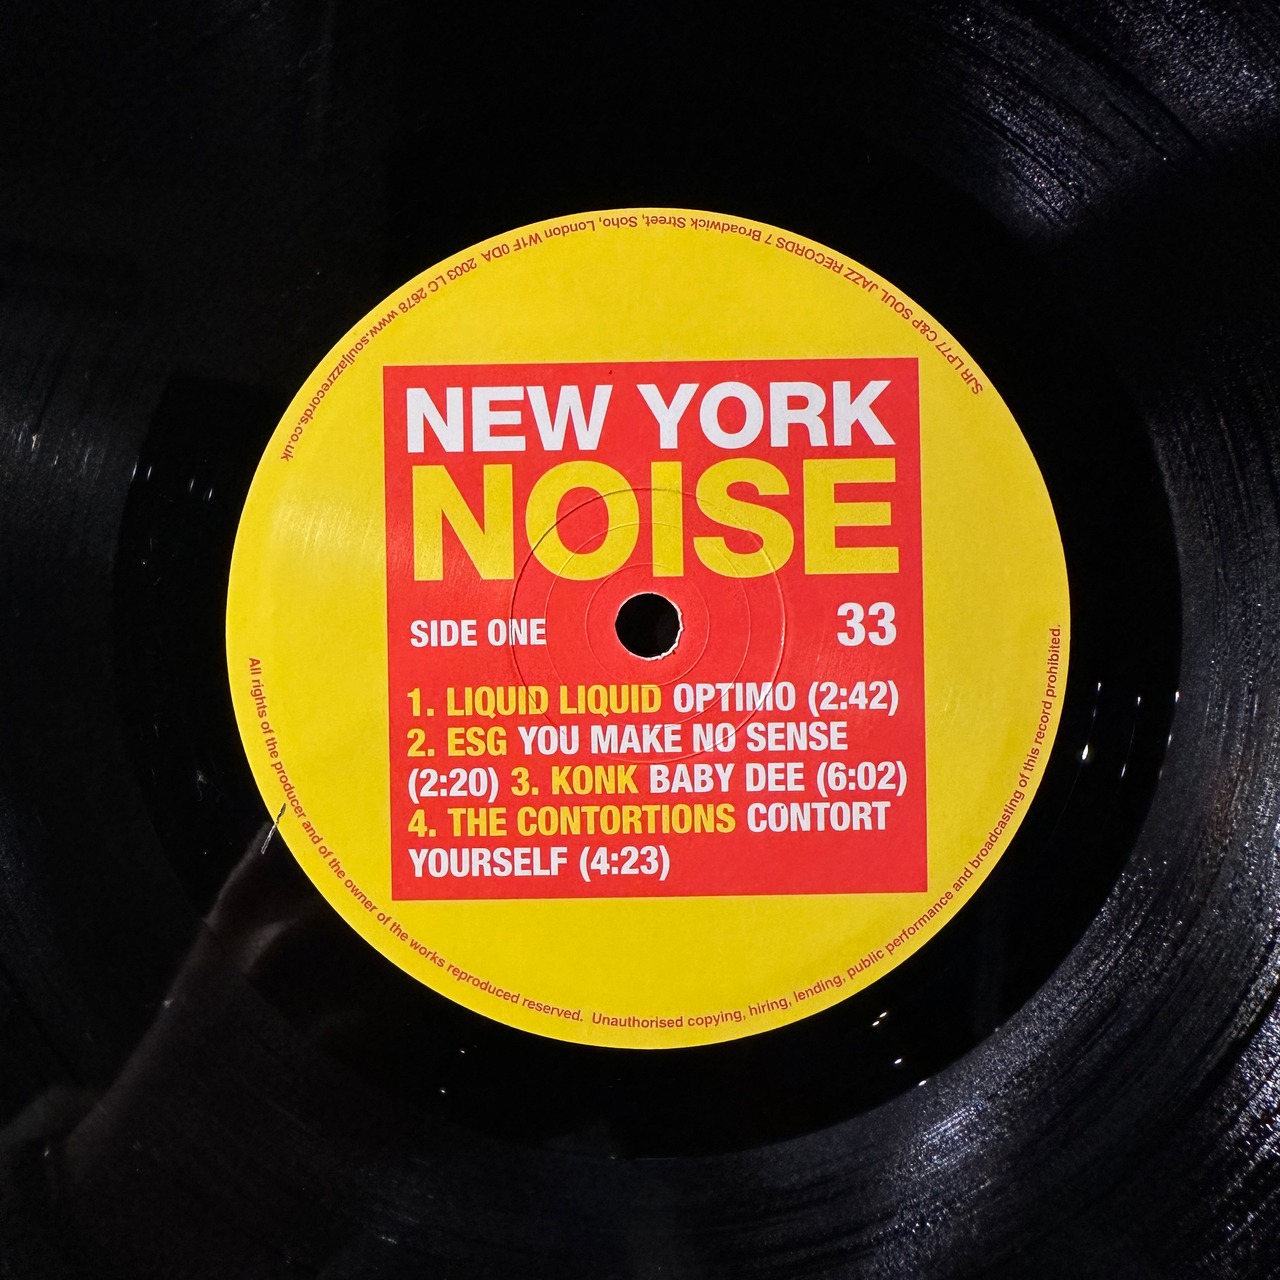 SJR LP77 C&P SOUL JAZZ RECORDS 7 Broadwick Street, Soho, London W1F 0DA 2003 LC 2678 www.souljazzrecords.co.uk
NEW YORK
NOISE
SIDE ONE 33
1. LIQUID LIQUID OPTIMO (2:42)
2. ESG YOU MAKE NO SENSE
(2:20) 3. KONK BABY DEE (6:02)
4. THE CONTORTIONS CONTORT
YOURSELF (4:23)
All rights of the producer and of the owner of the works reproduced reserved. Unauthorised copying, hiring, lending, public performance and broadcasting of this record prohibited.